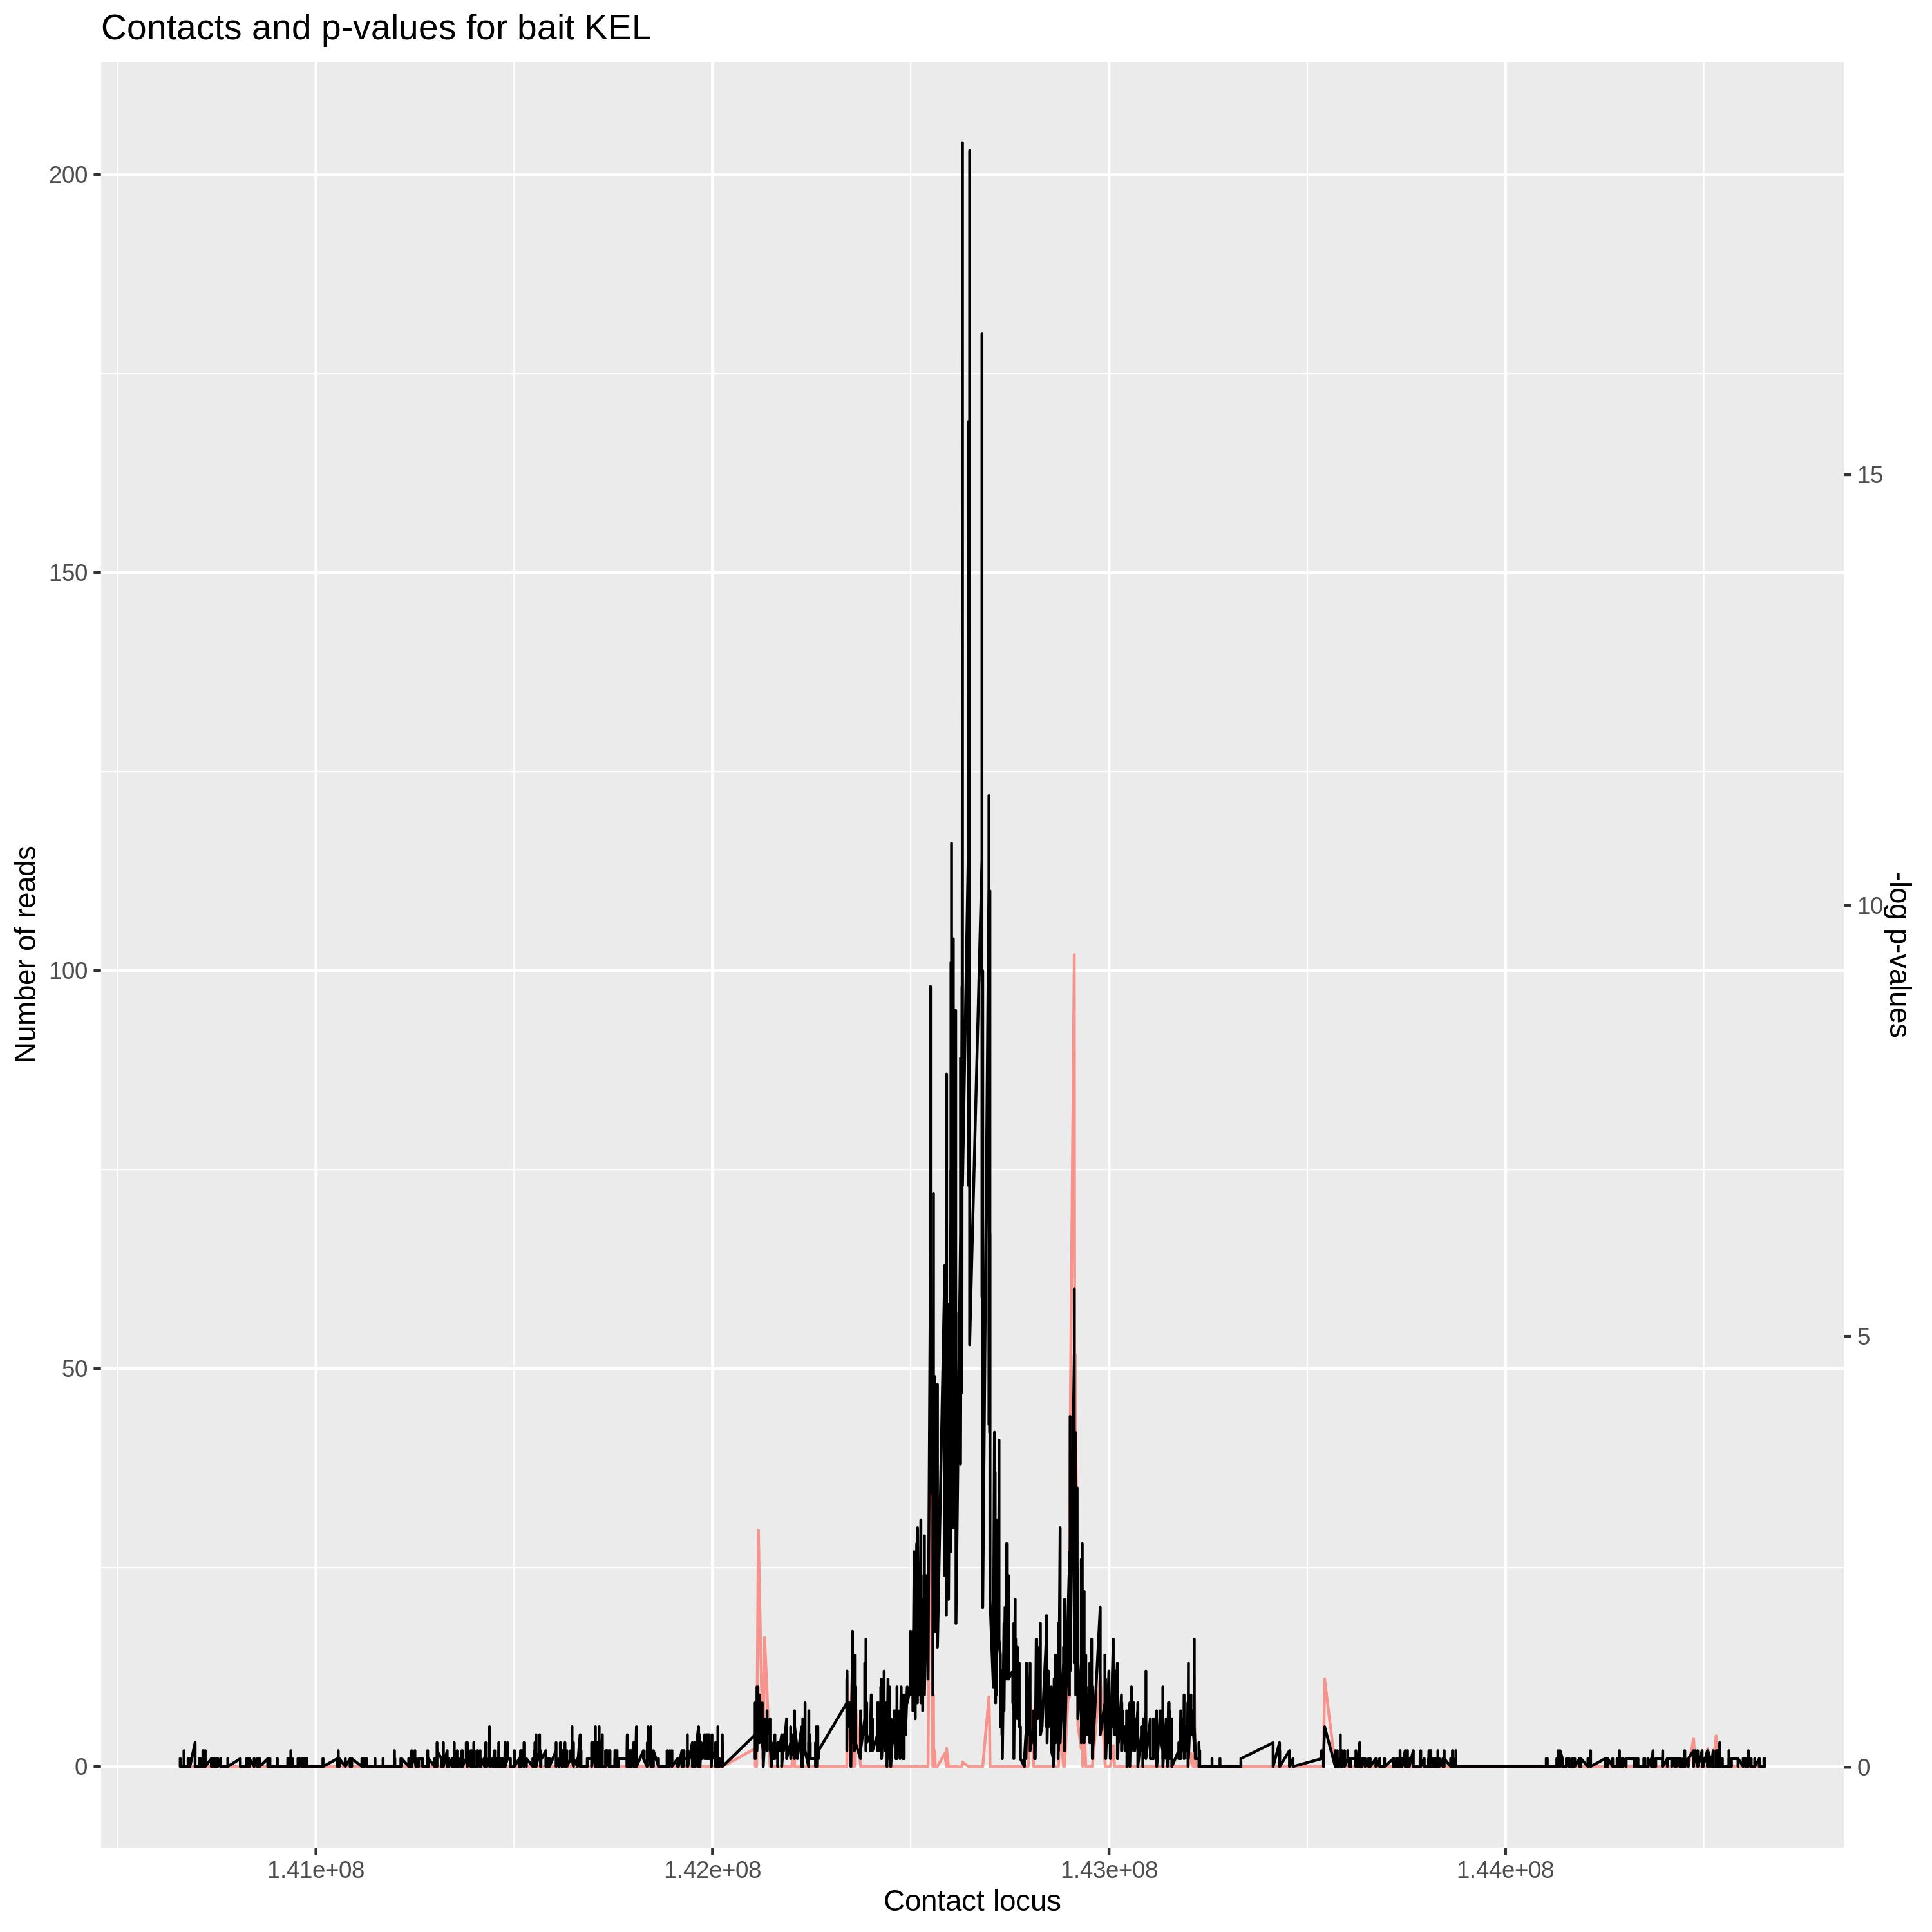 Contacts and p-values for bait KEL
200
150
100
50
0
Number of reads
15
10
5
0
-log p-values
1.41e+08
1.42e+08
1.43e+08
1.44e+08
Contact locus